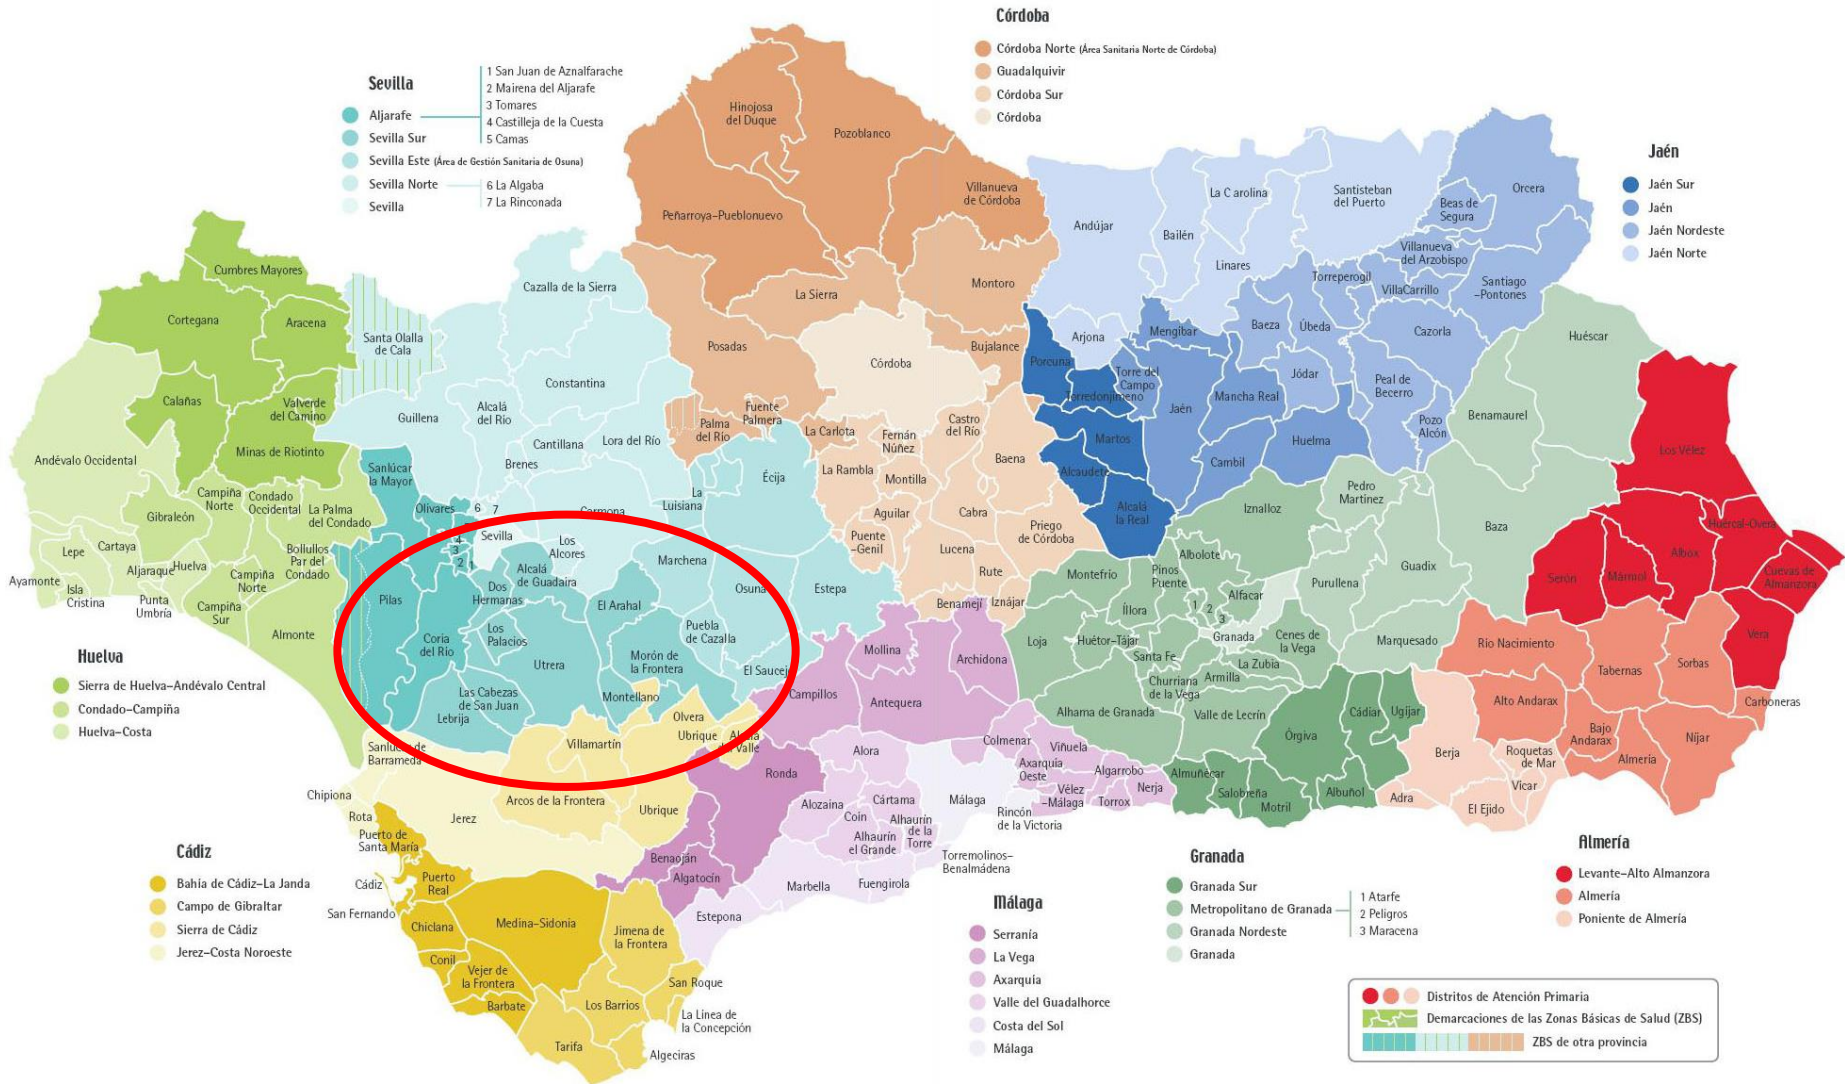 Córdoba
Córdoba Norte (Área Sanitaria Norte de Córdoba)
Guadalquivir
Córdoba Sur
Córdoba
Sevilla
Aljarafe
Sevilla Sur
Sevilla Este (Área de Gestión Sanitaria de Osuna)
Sevilla Norte
Sevilla
1 San Juan de Aznalfarache
2 Mairena del Aljarafe
3 Tomares
4 Castilleja de la Cuesta
5 Camas
6 La Algaba
7 La Rinconada
Jaén
Jaén Sur
Jaén
Jaén Nordeste
Jaén Norte
Hinojosa
del Duque
Pozoblanco
Villanueva
de Córdoba
Peñarroya-Pueblonuevo
La Sierra
Montoro
Posadas
Córdoba
Bujalance
Palma
del Río
Fuente
Palmera
La Carlota
Fernán
Núñez
Castro
del Río
La Rambla
Montilla
Baena
Aguilar
Cabra
Puente
-Genil
Lucena
Priego
de Córdoba
Rute
Benamejí
Iznájar
Andújar
Bailén
La C arolina
Santisteban
del Puerto
Linares
Arjona
Orcera
Beas de
Segura
Villanueva
del Arzobispo
Torreperogil
VillaCarrillo
Santiago
-Pontones
Baeza
Úbeda
Cazorla
Jódar
Peal de
Becerro
Pozo
Alcón
Mengibar
Torre del
Campo
Jaén
Mancha Real
Huelma
Cambil
Porcuna
Torredonjimeno
Martos
Alcaudete
Alcalá
la Real
Cumbres Mayores
Cortegana
Aracena
Santa Olalla
de Cala
Calañas
Valverde
del Camino
Minas de Riotinto
Andévalo Occidental
Campiña
Norte
Condado
Occidental
La Palma
del Condado
Gibraleón
Lepe
Cartaya
Aljaraque
Huelva
Bollullos
Par del
Condado
Campiña
Norte
Ayamonte
Isla
Cristina
Punta
Umbría
Campiña
Sur
Almonte
Cazalla de la Sierra
Constantina
Guillena
Alcalá
del Río
Cantillana
Lora del Río
Brenes
La
Luisiana
Écija
Carmona
Sanlúcar
la Mayor
Olivares
6
7
4
3
2
1
Sevilla
Los
Alcores
Alcalá
de Guadaira
Marchena
Osuna
Estepa
Pilas
Dos
Hermanas
El Arahal
Coria
del Río
Los
Palacios
Utrera
Puebla
de Cazalla
Morón de
la Frontera
El Saucejo
Las Cabezas
de San Juan
Lebrija
Montellano
Huelva
Sierra de Huelva-Andévalo Central
Condado-Campiña
Huelva-Costa
Sanlúcar de
Barrameda
Villamartín
Olvera
Ubrique
Alcalá
del Valle
Chipiona
Rota
Jerez
Arcos de la Frontera
Ubrique
Puerto de
Santa María
Cádiz
Puerto
Real
San Fernando
Chiclana
Medina-Sidonia
Jimena de
la Frontera
Conil
Vejer de
la Frontera
San Roque
Barbate
Los Barrios
La Línea de
la Concepción
Tarifa
Algeciras
Cádiz
Bahía de Cádiz-La Janda
Campo de Gibraltar
Sierra de Cádiz
Jerez-Costa Noroeste
Mollina
Archidona
Campillos
Antequera
Alora
Colmenar
Viñuela
Axarquía
Oeste
Algarrobo
Ronda
Alozaina
Cártama
Málaga
Vélez
-Málaga
Nerja
Torrox
Rincón
de la Victoria
Coín
Alhaurín
de la
Torre
Alhaurín
el Grande
Benaoján
Algatocín
Marbella
Fuengirola
Torremolinos-
Benalmádena
Estepona
Málaga
Serranía
La Vega
Axarquia
Valle del Guadalhorce
Costa del Sol
Málaga
Huéscar
Benamaurel
Baza
Pedro
Martínez
Iznalloz
Guadix
Purullena
Marquesado
Albolote
Montefrío
Pinos
Puente
Alfacar
Íllora
1
2
3
Granada
Loja
Huétor-Tájar
Santa Fe
Cenes de
la Vega
La Zubia
Churriana
de la Vega
Armilla
Alhama de Granada
Valle de Lecrín
Cádiar
Ugíjar
Órgiva
Almuñécar
Salobreña
Motril
Albuñol
Granada
Granada Sur
Metropolitano de Granada
Granada Nordeste
Granada
1 Atarfe
2 Peligros
3 Maracena
Los Vélez
Huércal-Overa
Albox
Serón
Mármol
Cuevas de
Almanzora
Vera
Río Nacimiento
Tabernas
Sorbas
Alto Andarax
Carboneras
Bajo
Andarax
Níjar
Berja
Roquetas
de Mar
Almería
Vicar
Adra
El Ejido
Almería
Levante-Alto Almanzora
Almería
Poniente de Almería
Distritos de Atención Primaria
Demarcaciones de las Zonas Básicas de Salud (ZBS)
ZBS de otra provincia